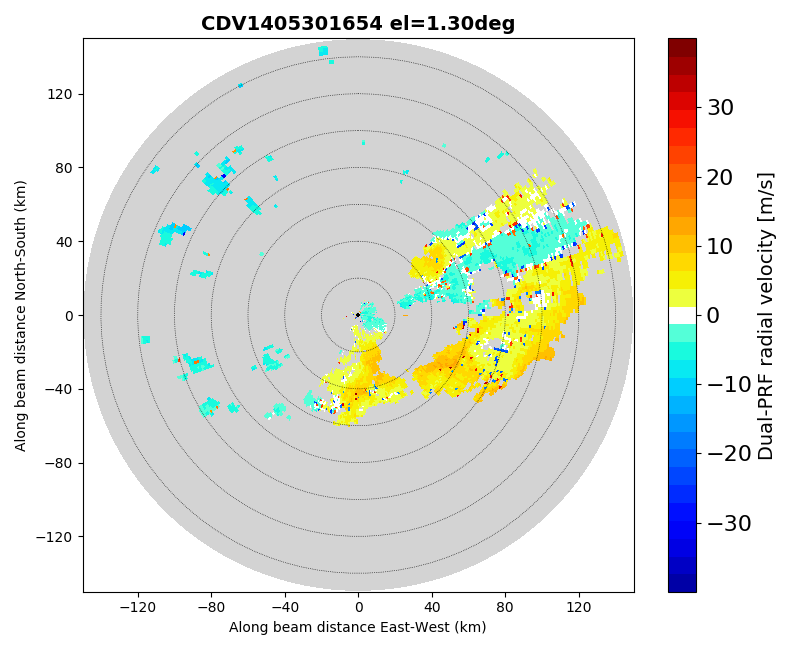 CDV1405301654 el=1.30deg
Along beam distance North-South (km)
120
80
40
0
−40
−80
−120
−120 −80 −40 0 40 80 120
Along beam distance East-West (km)
30
20
10
0
−10
−20
−30
Dual-PRF radial velocity [m/s]